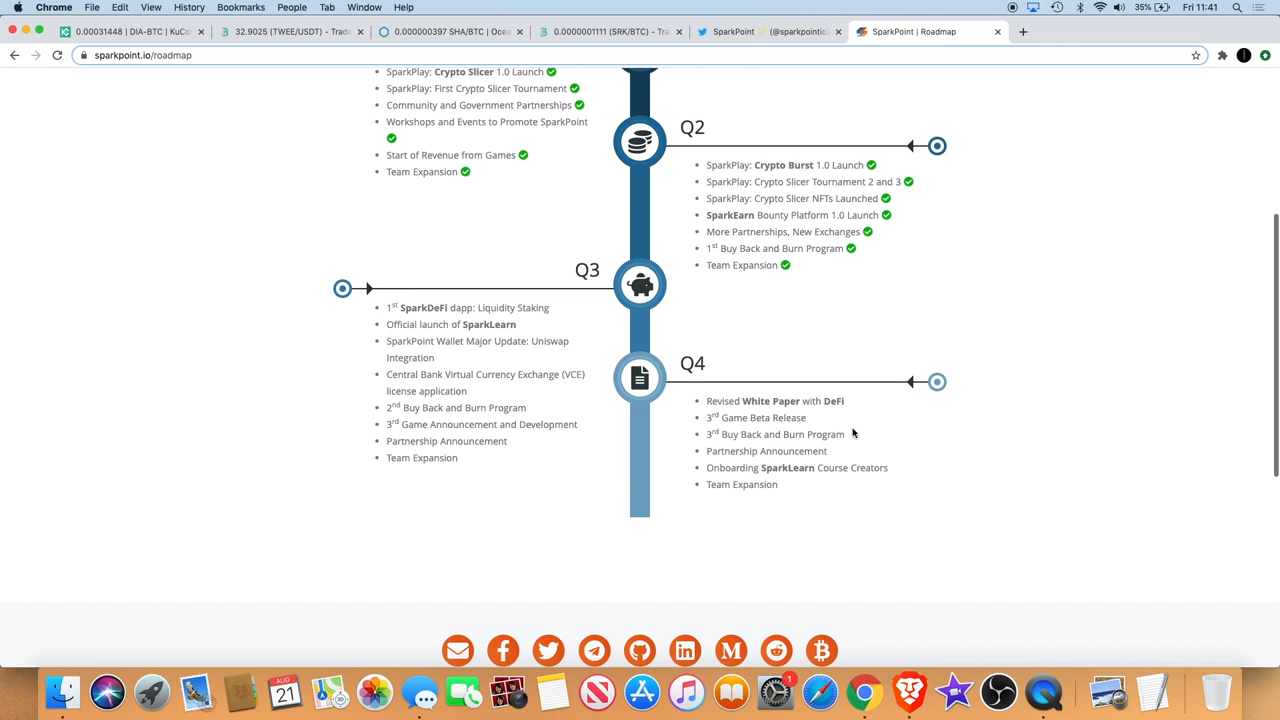 Chrome File Edit View History Bookmarks People Tab Window Help 35% Fri 11:41
0.00031448 | DIA-BTC | KuCo 32.9025 (TWEE/USDT) - Trade 0.000000397 SHA/BTC | Ocea 0.0000000111 (SRK/BTC) - Tra SparkPoint (@sparkpointio SparkPoint | Roadmap
sparkpoint.io/roadmap
SparkPlay: Crypto Slicer 1.0 Launch
SparkPlay: First Crypto Slicer Tournament
Community and Government Partnerships
Workshops and Events to Promote SparkPoint
Start of Revenue from Games
Team Expansion
Q2
SparkPlay: Crypto Burst 1.0 Launch
SparkPlay: Crypto Slicer Tournament 2 and 3
SparkPlay: Crypto Slicer NFTs Launched
SparkEarn Bounty Platform 1.0 Launch
More Partnerships, New Exchanges
1st Buy Back and Burn Program
Team Expansion
Q3
1st SparkDeFi dapp: Liquidity Staking
Official launch of SparkLearn
SparkPoint Wallet Major Update: Uniswap
Integration
Central Bank Virtual Currency Exchange (VCE)
license application
2nd Buy Back and Burn Program
3rd Game Announcement and Development
Partnership Announcement
Team Expansion
Q4
Revised White Paper with DeFi
3rd Game Beta Release
3rd Buy Back and Burn Program
Partnership Announcement
Onboarding SparkLearn Course Creators
Team Expansion
AUG
21
1